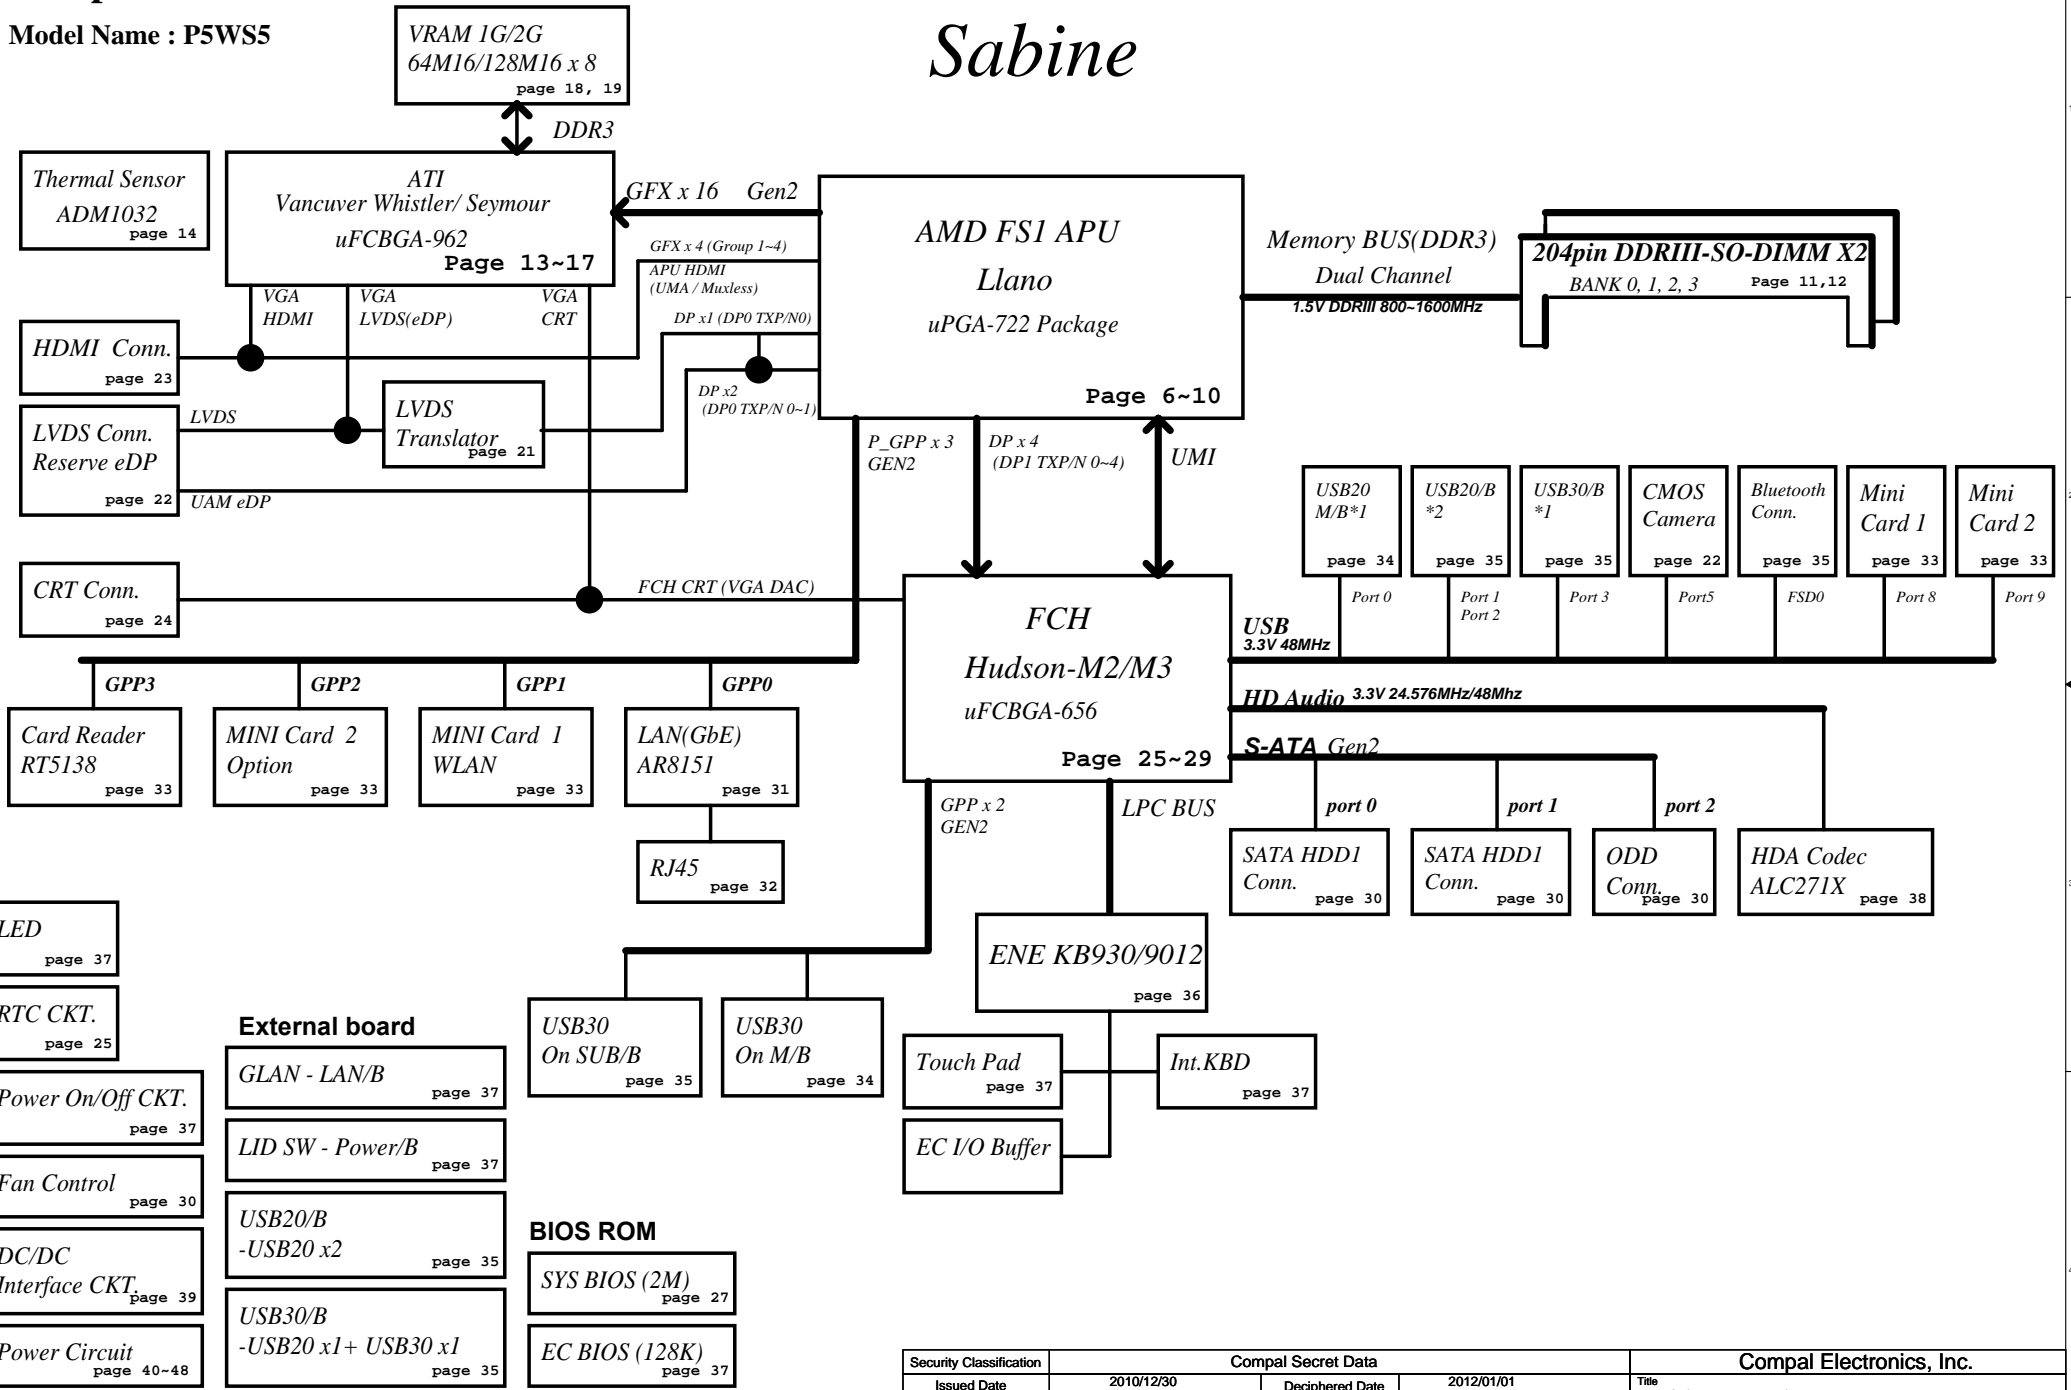 Model Name : P5WS5
Sabine
VRAM 1G/2G
64M16/128M16 x 8
page 18, 19
DDR3
Thermal Sensor
ADM1032
page 14
ATI
Vancuver Whistler/ Seymour
uFCBGA-962
Page 13~17
GFX x 16 Gen2
GFX x 4 (Group 1~4)
APU HDMI
(UMA / Muxless)
DP x1 (DP0 TXP/N0)
DP x2
(DP0 TXP/N 0~1)
AMD FS1 APU
Llano
uPGA-722 Package
Page 6~10
Memory BUS(DDR3)
Dual Channel
1.5V DDRIII 800~1600MHz
204pin DDRIII-SO-DIMM X2
BANK 0, 1, 2, 3
Page 11,12
VGA
HDMI
VGA
LVDS(eDP)
VGA
CRT
HDMI Conn.
page 23
LVDS Conn.
Reserve eDP
page 22
LVDS
UAM eDP
LVDS
Translator
page 21
CRT Conn.
page 24
FCH CRT (VGA DAC)
P_GPP x 3
GEN2
DP x 4
(DP1 TXP/N 0~4)
UMI
USB20
M/B*1
page 34
USB20/B
*2
page 35
USB30/B
*1
page 35
CMOS
Camera
page 22
Bluetooth
Conn.
page 35
Mini
Card 1
page 33
Mini
Card 2
page 33
Port 0
Port 1
Port 2
Port 3
Port5
FSD0
Port 8
Port 9
FCH
Hudson-M2/M3
uFCBGA-656
Page 25~29
USB
3.3V 48MHz
HD Audio 3.3V 24.576MHz/48Mhz
S-ATA Gen2
GPP3
GPP2
GPP1
GPP0
Card Reader
RT5138
page 33
MINI Card 2
Option
page 33
MINI Card 1
WLAN
page 33
LAN(GbE)
AR8151
page 31
RJ45
page 32
GPP x 2
GEN2
LPC BUS
port 0
port 1
port 2
SATA HDD1
Conn.
page 30
SATA HDD1
Conn.
page 30
ODD
Conn.
page 30
HDA Codec
ALC271X
page 38
LED
page 37
RTC CKT.
page 25
Power On/Off CKT.
page 37
Fan Control
page 30
DC/DC
Interface CKT.
page 39
Power Circuit
page 40~48
External board
GLAN - LAN/B
page 37
LID SW - Power/B
page 37
USB20/B
-USB20 x2
page 35
USB30/B
-USB20 x1+ USB30 x1
page 35
USB30
On SUB/B
page 35
USB30
On M/B
page 34
ENE KB930/9012
page 36
Touch Pad
page 37
Int.KBD
page 37
EC I/O Buffer
BIOS ROM
SYS BIOS (2M)
page 27
EC BIOS (128K)
page 37
Security Classification
Compal Secret Data
Compal Electronics, Inc.
Issued Date
2010/12/30
Deciphered Date
2012/01/01
Title